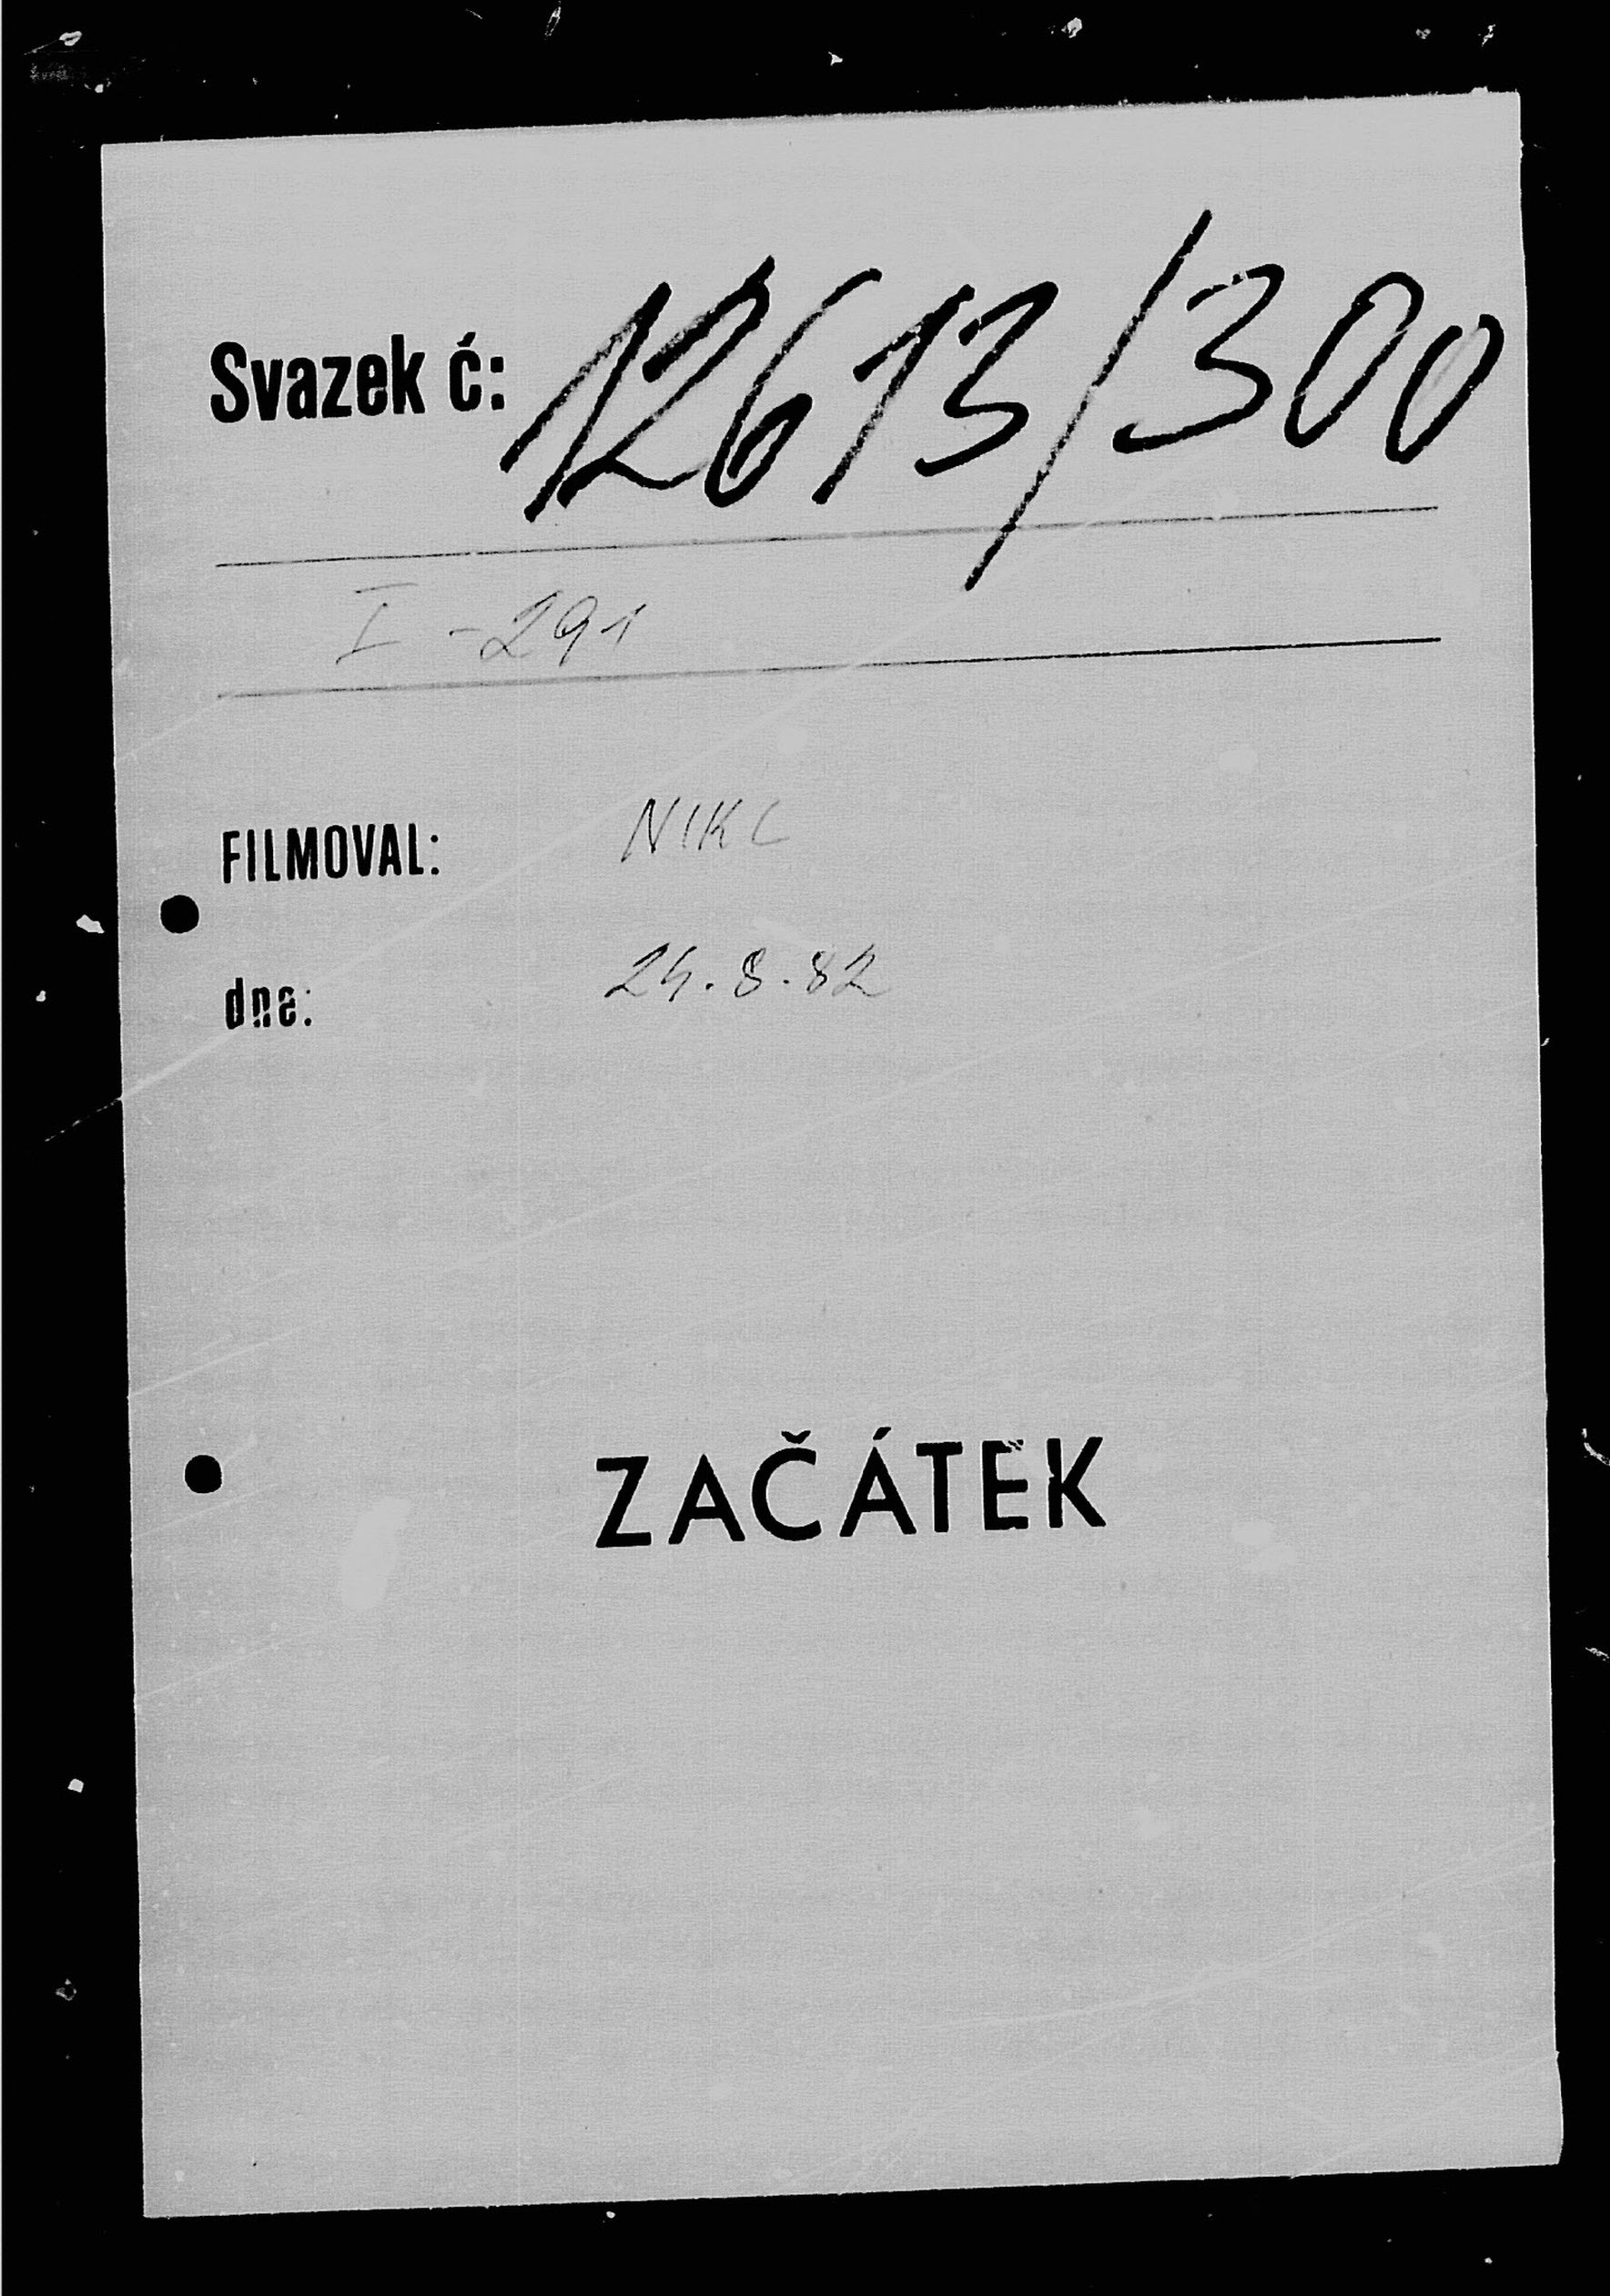 Svazek č: 12613/300
I - 291
FILMOVAL: NIKL
dne: 24.8.82
ZAČÁTEK